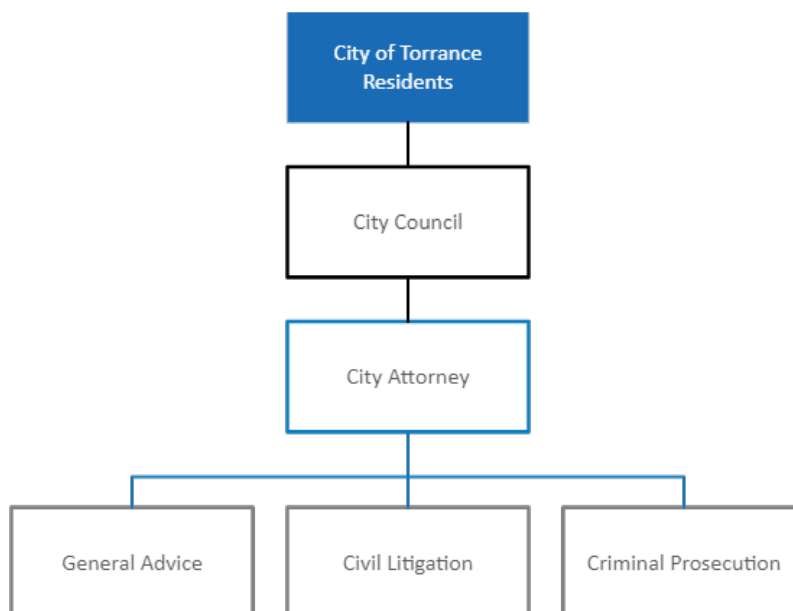 City of Torrance
Residents
City Council
City Attorney
General Advice
Civil Litigation
Criminal Prosecution